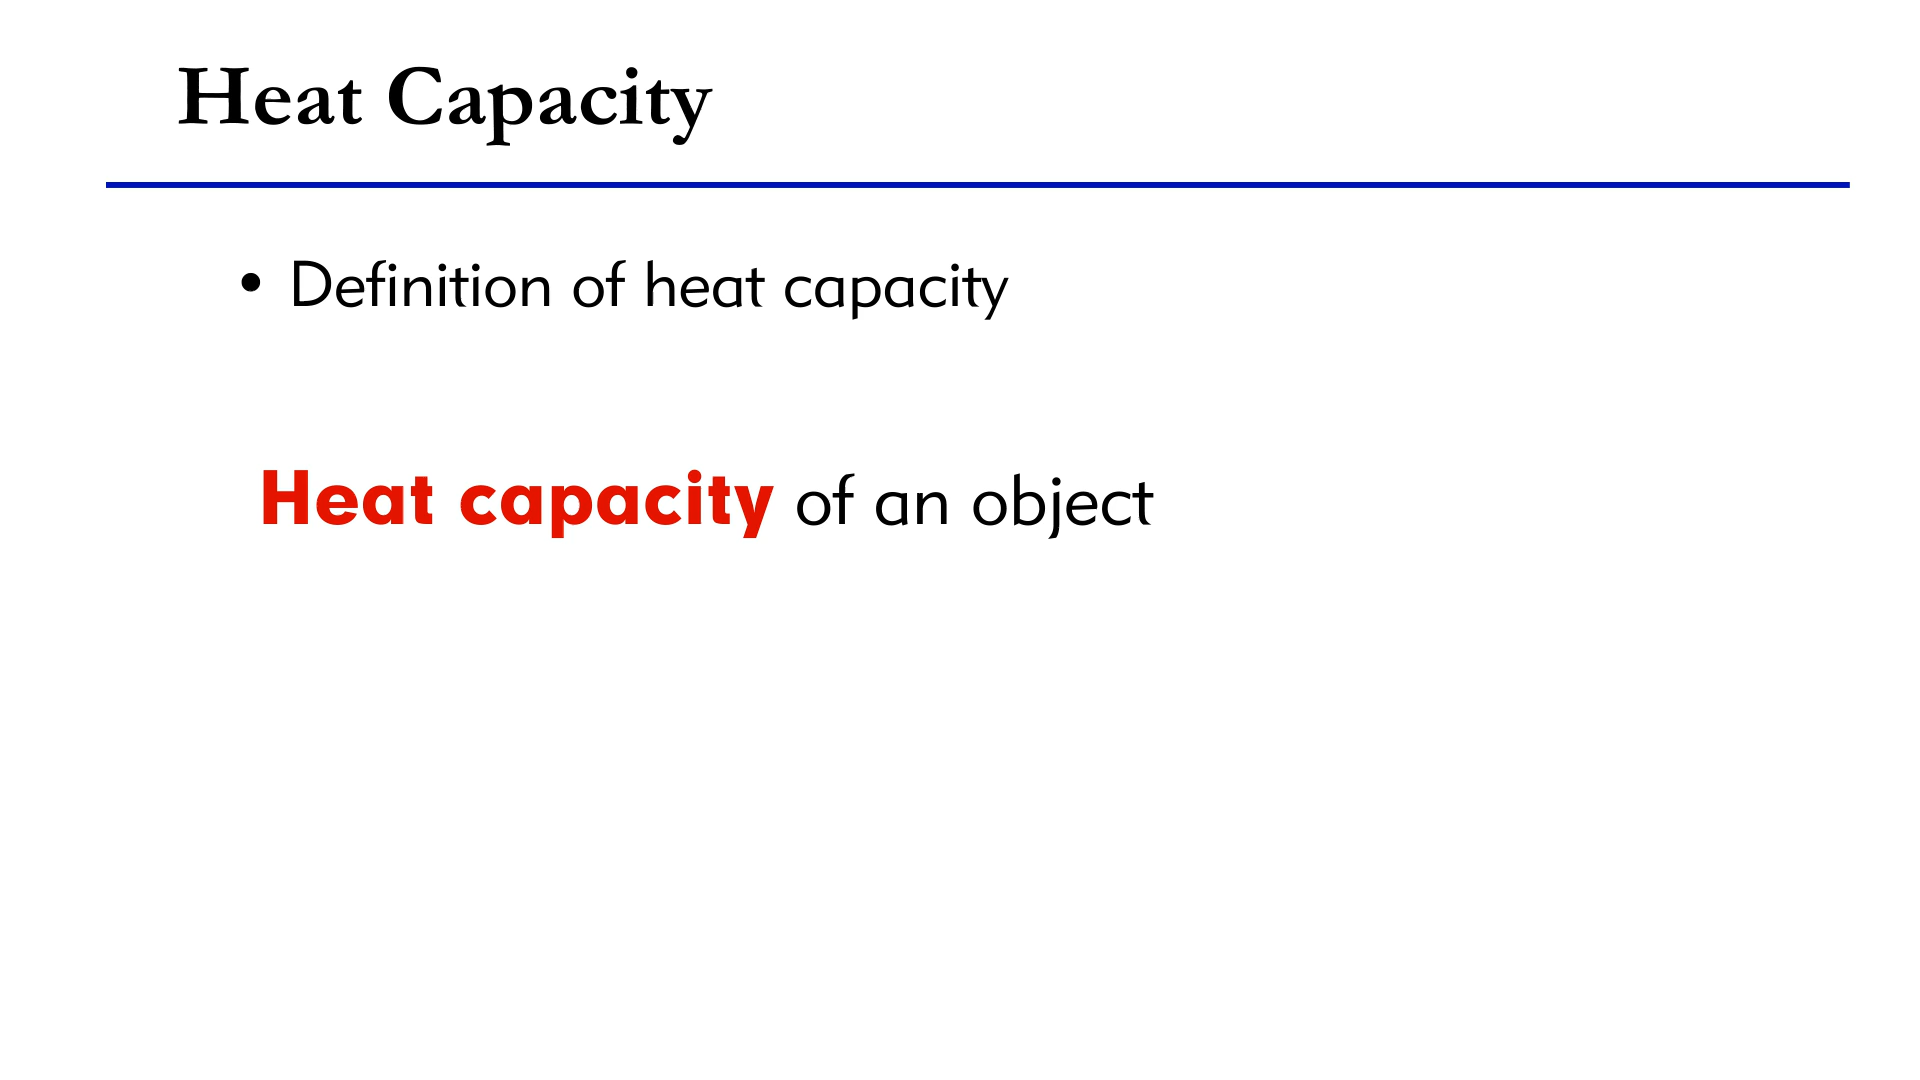 Heat Capacity
• Definition of heat capacity
Heat capacity of an object